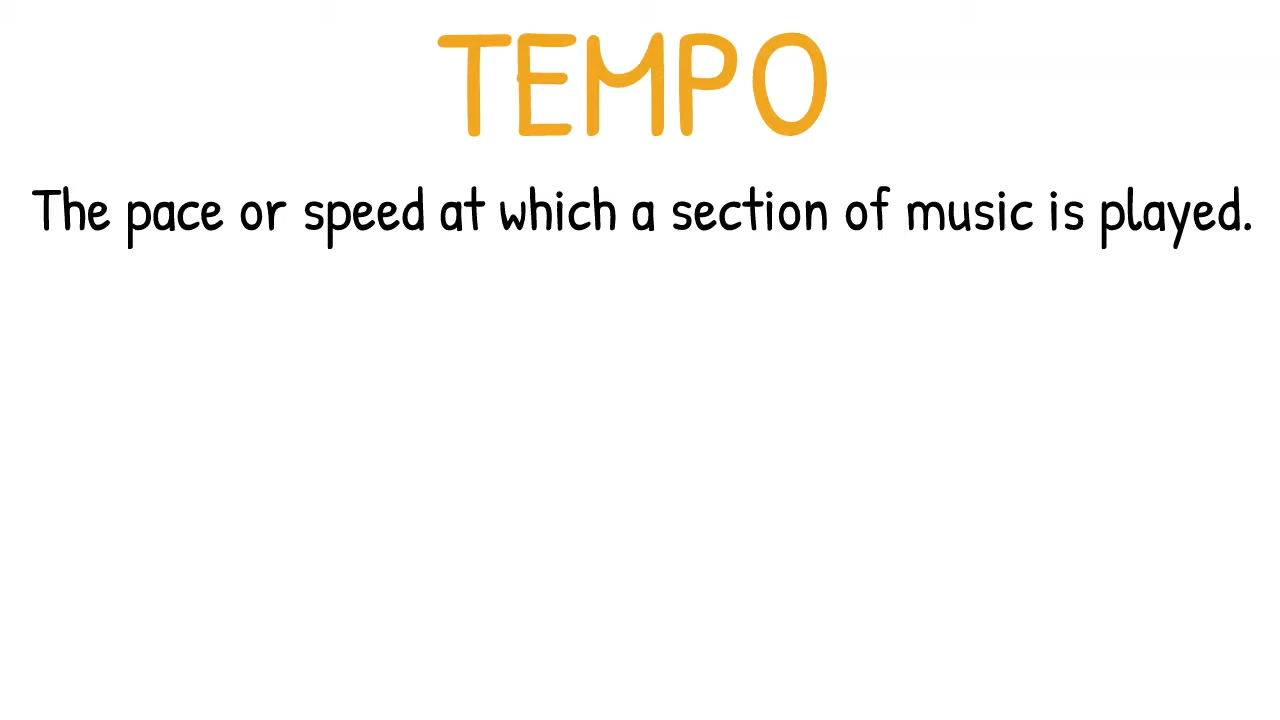 TEMPO
The pace or speed at which a section of music is played.